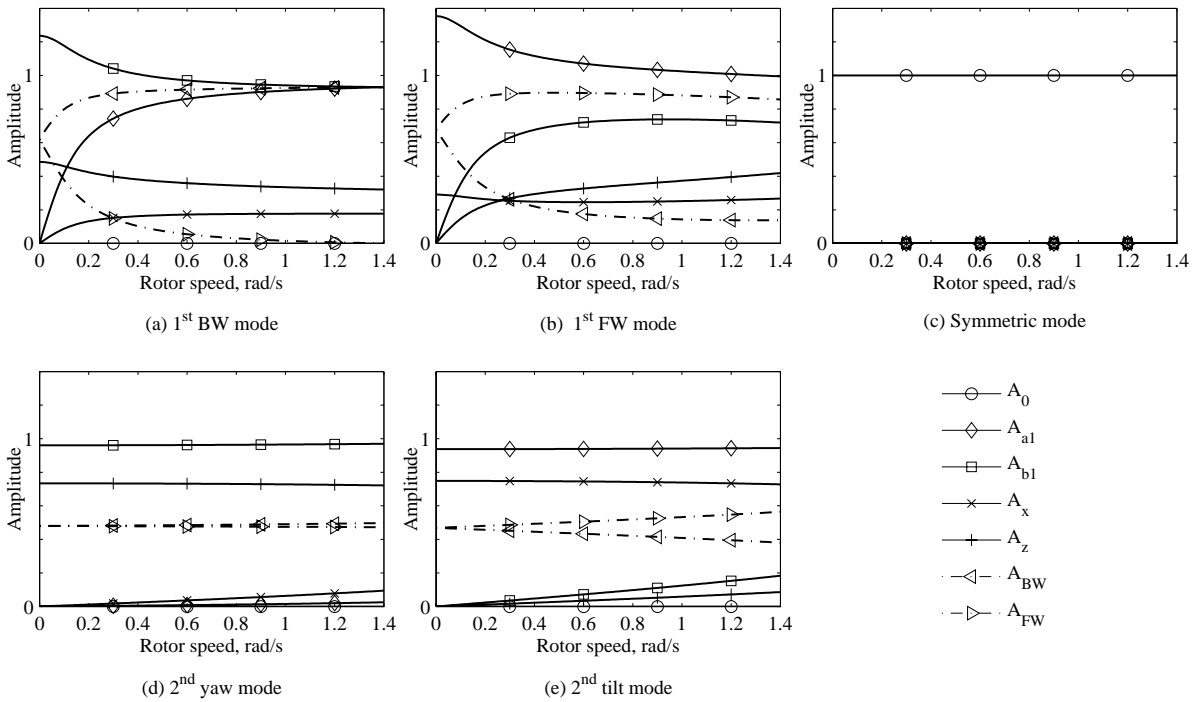 Amplitude
1
0
0 0.2 0.4 0.6 0.8 1 1.2 1.4
Rotor speed, rad/s
(a) 1st BW mode
Amplitude
1
0
0 0.2 0.4 0.6 0.8 1 1.2 1.4
Rotor speed, rad/s
(b) 1st FW mode
Amplitude
1
0
0 0.2 0.4 0.6 0.8 1 1.2 1.4
Rotor speed, rad/s
(c) Symmetric mode
Amplitude
1
0
0 0.2 0.4 0.6 0.8 1 1.2 1.4
Rotor speed, rad/s
(d) 2nd yaw mode
Amplitude
1
0
0 0.2 0.4 0.6 0.8 1 1.2 1.4
Rotor speed, rad/s
(e) 2nd tilt mode
A0
Aa1
Ab1
Ax
Az
ABW
AFW